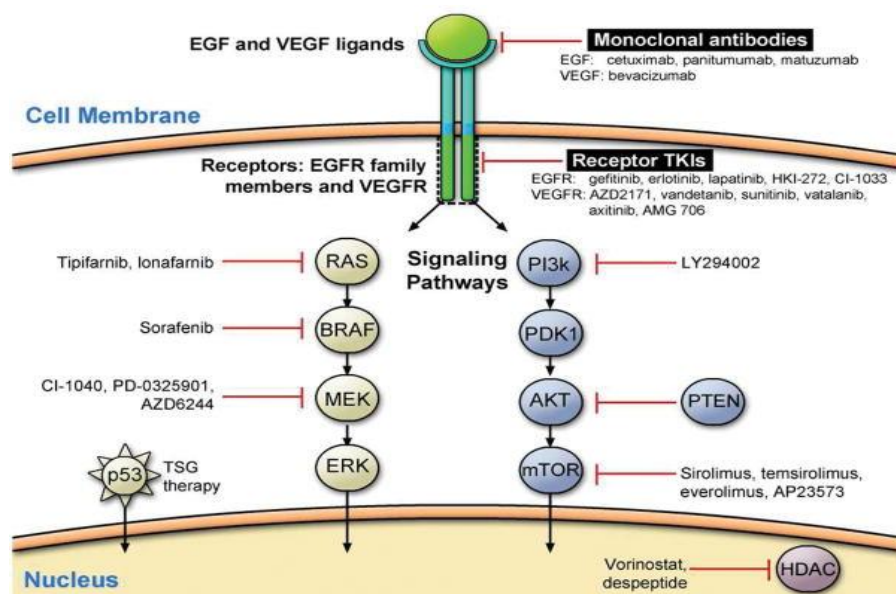 EGF and VEGF ligands
Monoclonal antibodies
EGF: cetuximab, panitumumab, matuzumab
VEGF: bevacizumab
Cell Membrane
Receptors: EGFR family
members and VEGFR
Receptor TKIs
EGFR: gefitinib, erlotinib, lapatinib, HKI-272, CI-1033
VEGFR: AZD2171, vandetanib, sunitinib, vatalanib,
axitinib, AMG 706
Signaling
Pathways
Tipifarnib, lonafarnib
RAS
PI3k
LY294002
Sorafenib
BRAF
PDK1
CI-1040, PD-0325901,
AZD6244
MEK
AKT
PTEN
p53
TSG
therapy
ERK
mTOR
Sirolimus, temsirolimus,
everolimus, AP23573
Nucleus
Vorinostat,
despeptide
HDAC